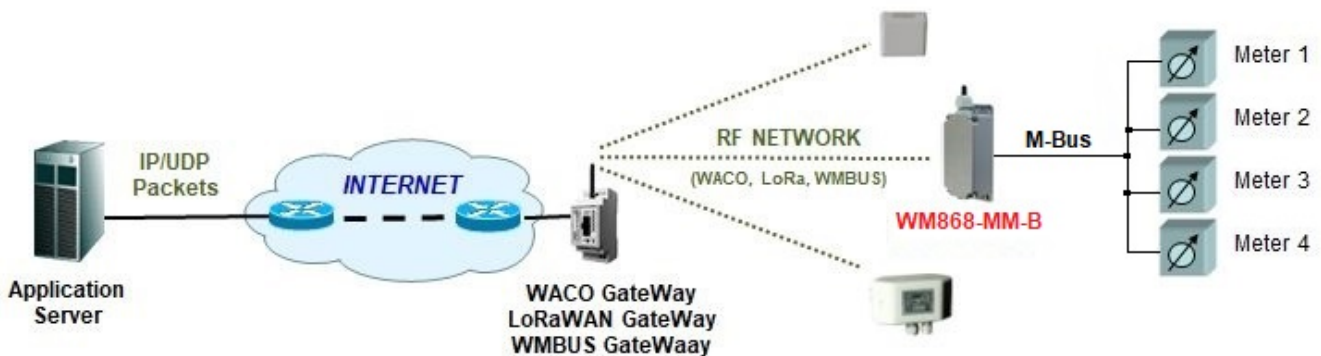 IP/UDP
Packets
INTERNET
Application
Server
WACO GateWay
LoRaWAN GateWay
WMBUS GateWaay
RF NETWORK
(WACO, LoRa, WMBUS)
WM868-MM-B
M-Bus
Meter 1
Meter 2
Meter 3
Meter 4